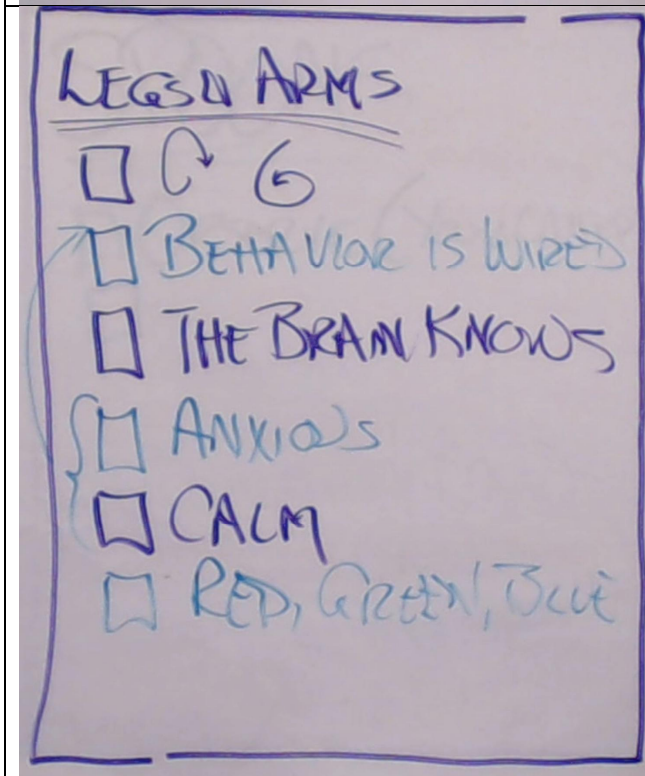 LEGS N ARMS
BEHAVIOR IS WIRED
THE BRAIN KNOWS
ANXIOUS
CALM
RED, GREEN, BLUE